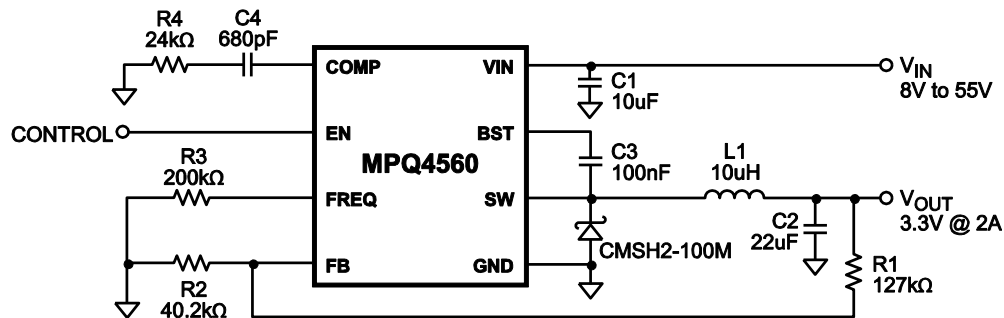 R4
24kΩ
C4
680pF
COMP
VIN
VIN
8V to 55V
C1
10uF
CONTROL
EN
BST
MPQ4560
C3
100nF
L1
10uH
R3
200kΩ
FREQ
SW
VOUT
3.3V @ 2A
C2
22uF
CMSH2-100M
FB
GND
R2
40.2kΩ
R1
127kΩ